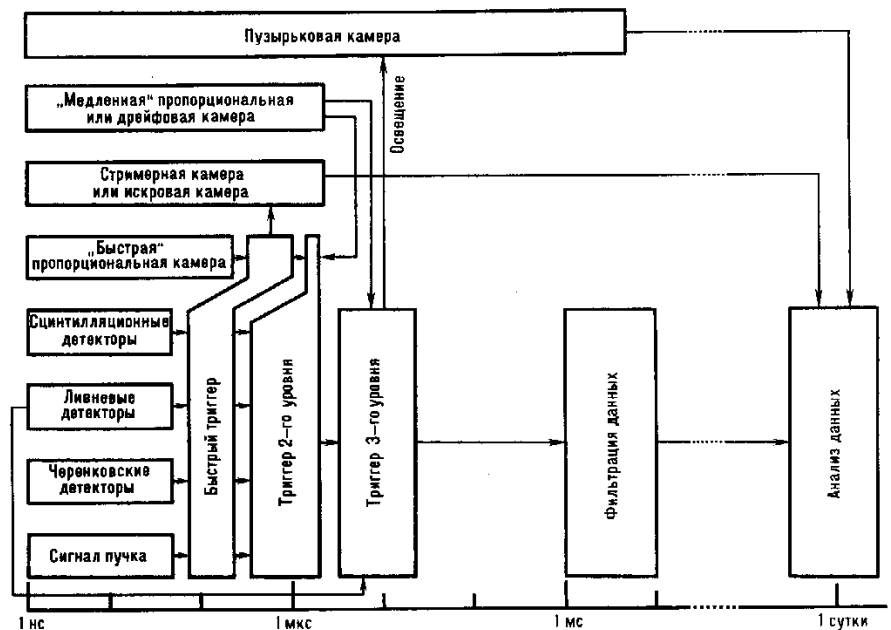 Пузырьковая камера
„Медленная“ пропорциональная
или дрейфовая камера
Освещение
Стримерная камера
или искровая камера
„Быстрая“
пропорциональная камера
Сцинтилляционные
детекторы
Ливневые
детекторы
Черенковские
детекторы
Сигнал пучка
Быстрый триггер
Триггер 2-го уровня
Триггер 3-го уровня
Фильтрация данных
Анализ данных
1 нс
1 мкс
1 мс
1 сутки